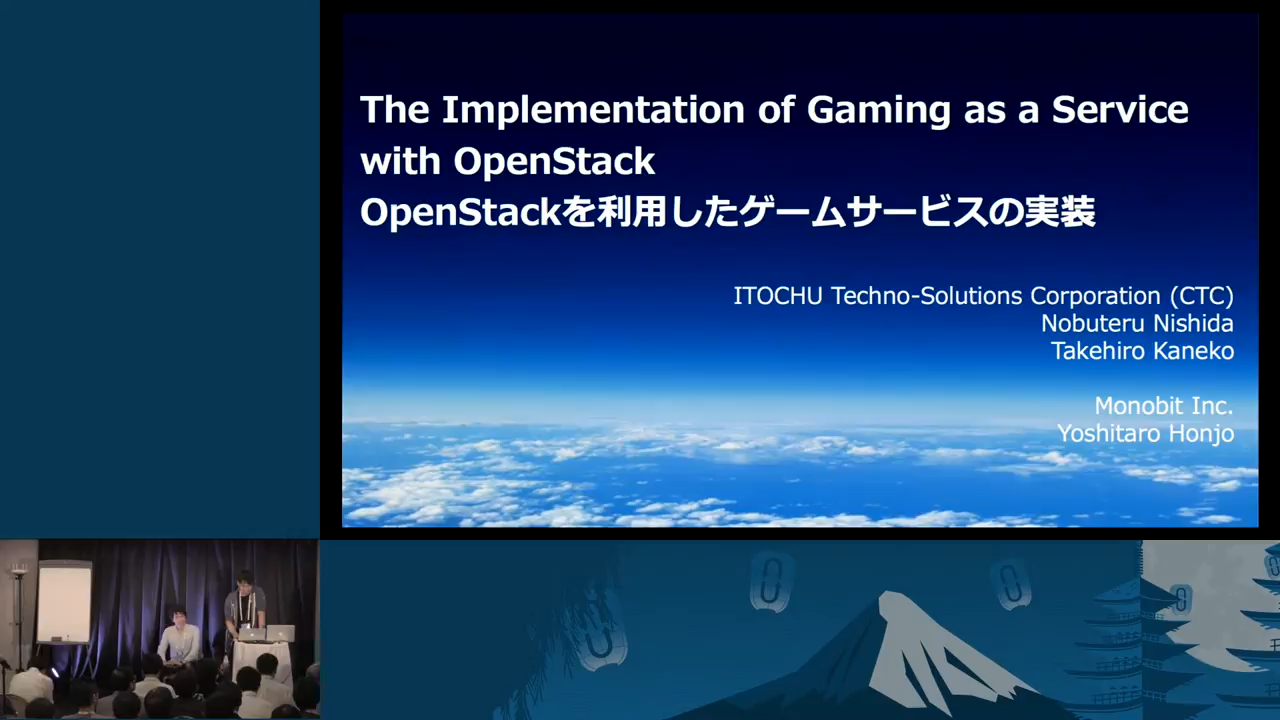 The Implementation of Gaming as a Service
with OpenStack
OpenStackを利用したゲームサービスの実装
ITOCHU Techno-Solutions Corporation (CTC)
Nobuteru Nishida
Takehiro Kaneko
Monobit Inc.
Yoshitaro Honjo